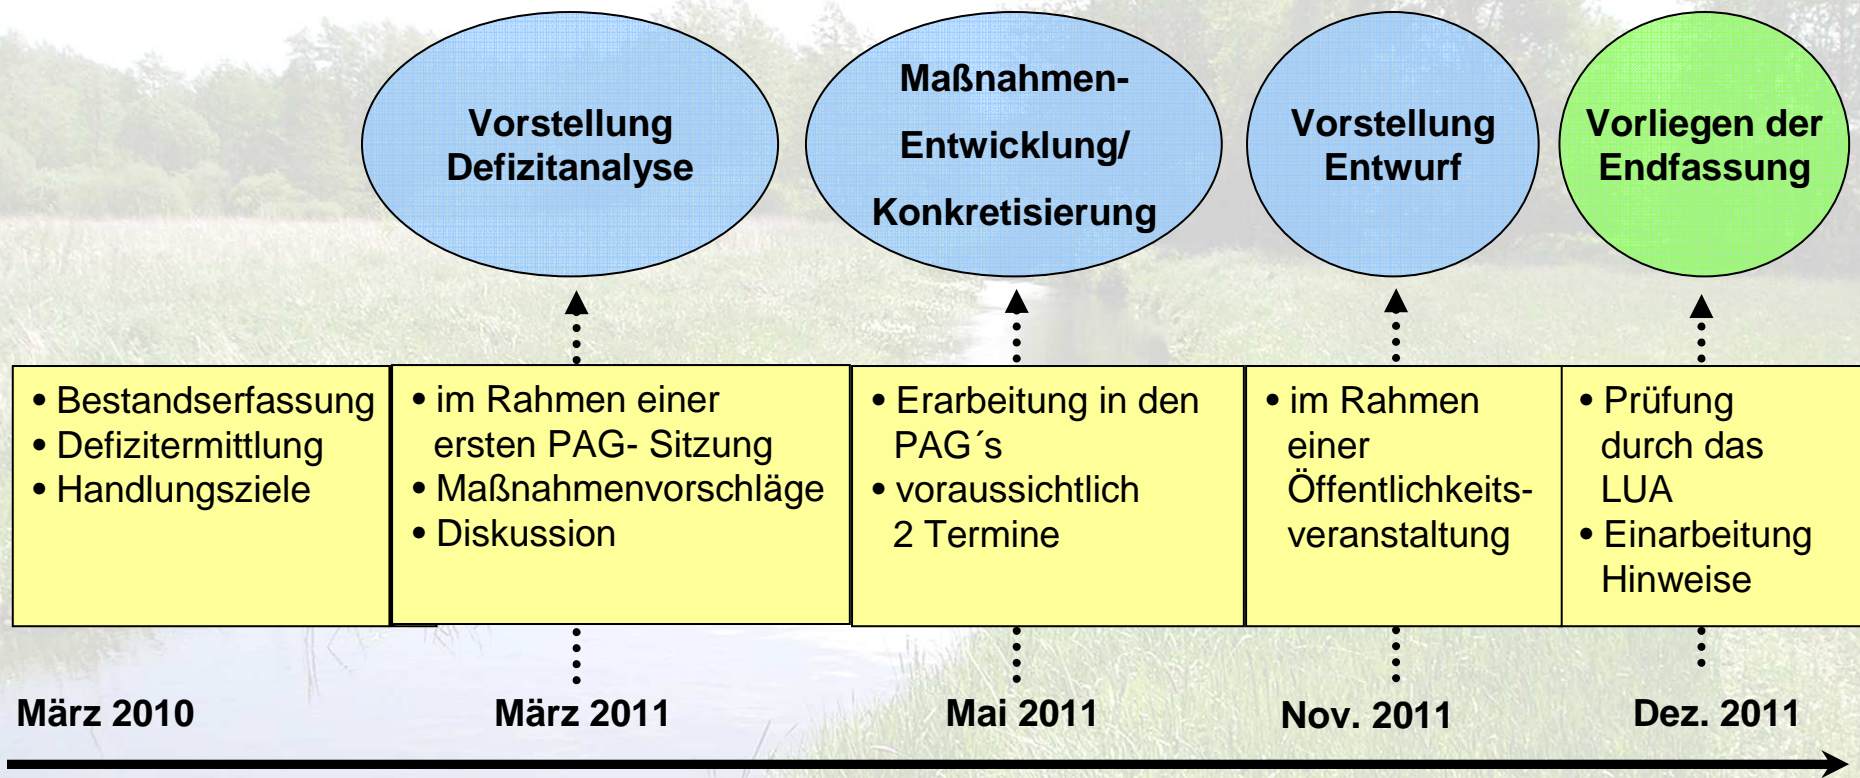 Vorstellung
Defizitanalyse
Maßnahmen-
Entwicklung/
Konkretisierung
Vorstellung
Entwurf
Vorliegen der
Endfassung
• Bestandserfassung
• Defizitermittlung
• Handlungsziele
• im Rahmen einer
ersten PAG- Sitzung
• Maßnahmenvorschläge
• Diskussion
• Erarbeitung in den
PAG´s
• voraussichtlich
2 Termine
• im Rahmen
einer
Öffentlichkeits-
veranstaltung
• Prüfung
durch das
LUA
• Einarbeitung
Hinweise
März 2010
März 2011
Mai 2011
Nov. 2011
Dez. 2011